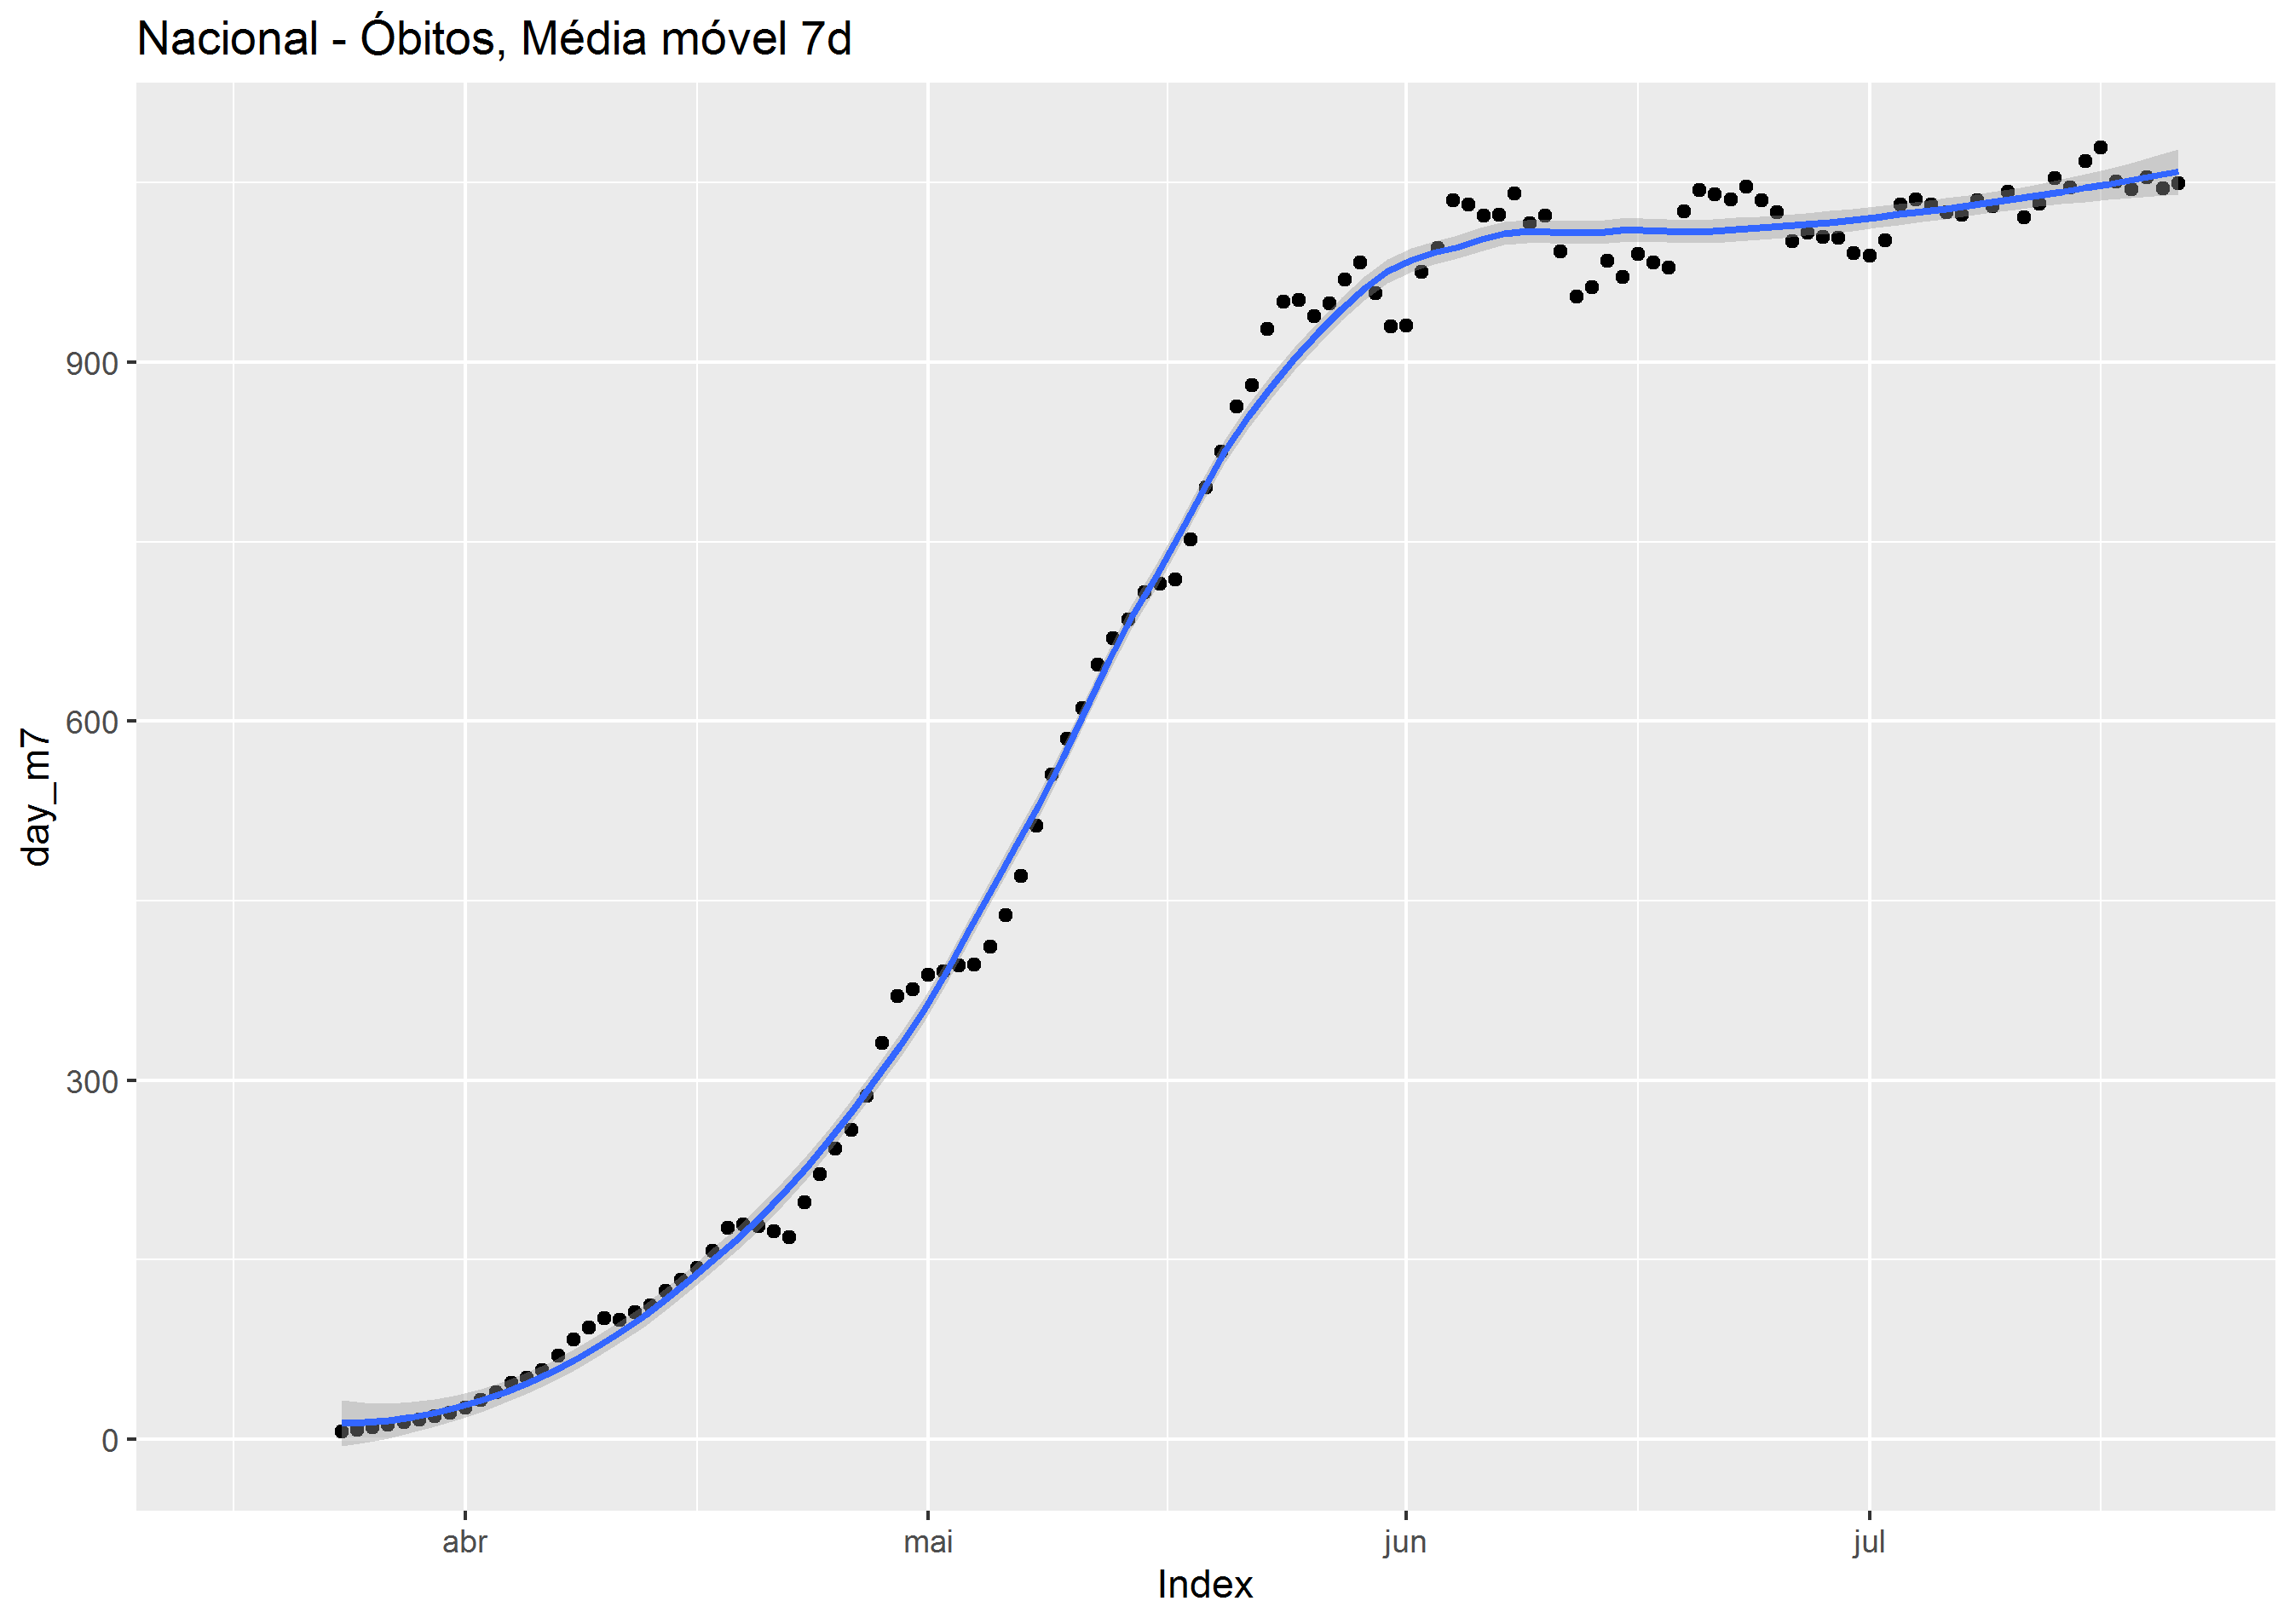 Nacional - Óbitos, Média móvel 7d
day_m7
900
600
300
0
abr
mai
jun
jul
Index